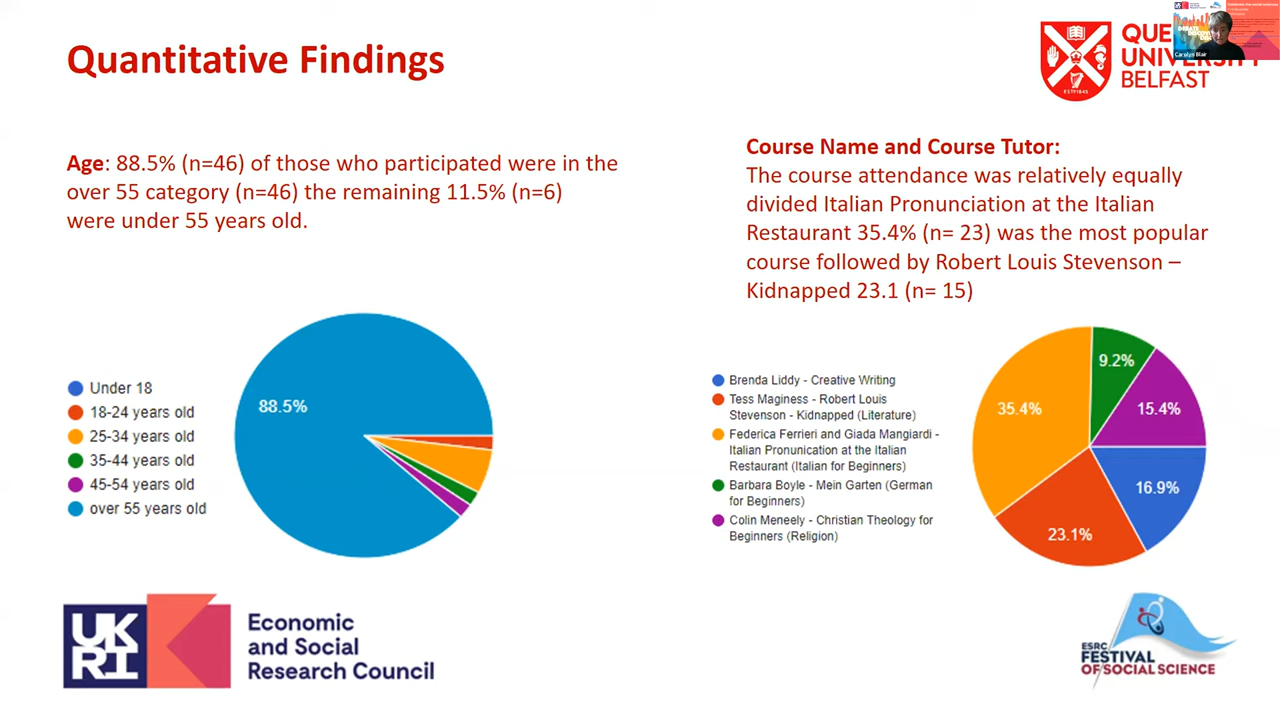 Quantitative Findings
QUE
UNIVERSITY
BELFAST
ESTD 1845
Carolyn Blair
Age: 88.5% (n=46) of those who participated were in the
over 55 category (n=46) the remaining 11.5% (n=6)
were under 55 years old.
Course Name and Course Tutor:
The course attendance was relatively equally
divided Italian Pronunciation at the Italian
Restaurant 35.4% (n= 23) was the most popular
course followed by Robert Louis Stevenson –
Kidnapped 23.1 (n= 15)
Under 18
18-24 years old
25-34 years old
35-44 years old
45-54 years old
over 55 years old
88.5%
Brenda Liddy - Creative Writing
Tess Maginess - Robert Louis
Stevenson - Kidnapped (Literature)
Federica Ferrieri and Giada Mangiardi -
Italian Pronunication at the Italian
Restaurant (Italian for Beginners)
Barbara Boyle - Mein Garten (German
for Beginners)
Colin Meneely - Christian Theology for
Beginners (Religion)
9.2%
35.4%
15.4%
16.9%
23.1%
UK
RI
Economic
and Social
Research Council
ESRC
FESTIVAL
OF SOCIAL SCIENCE